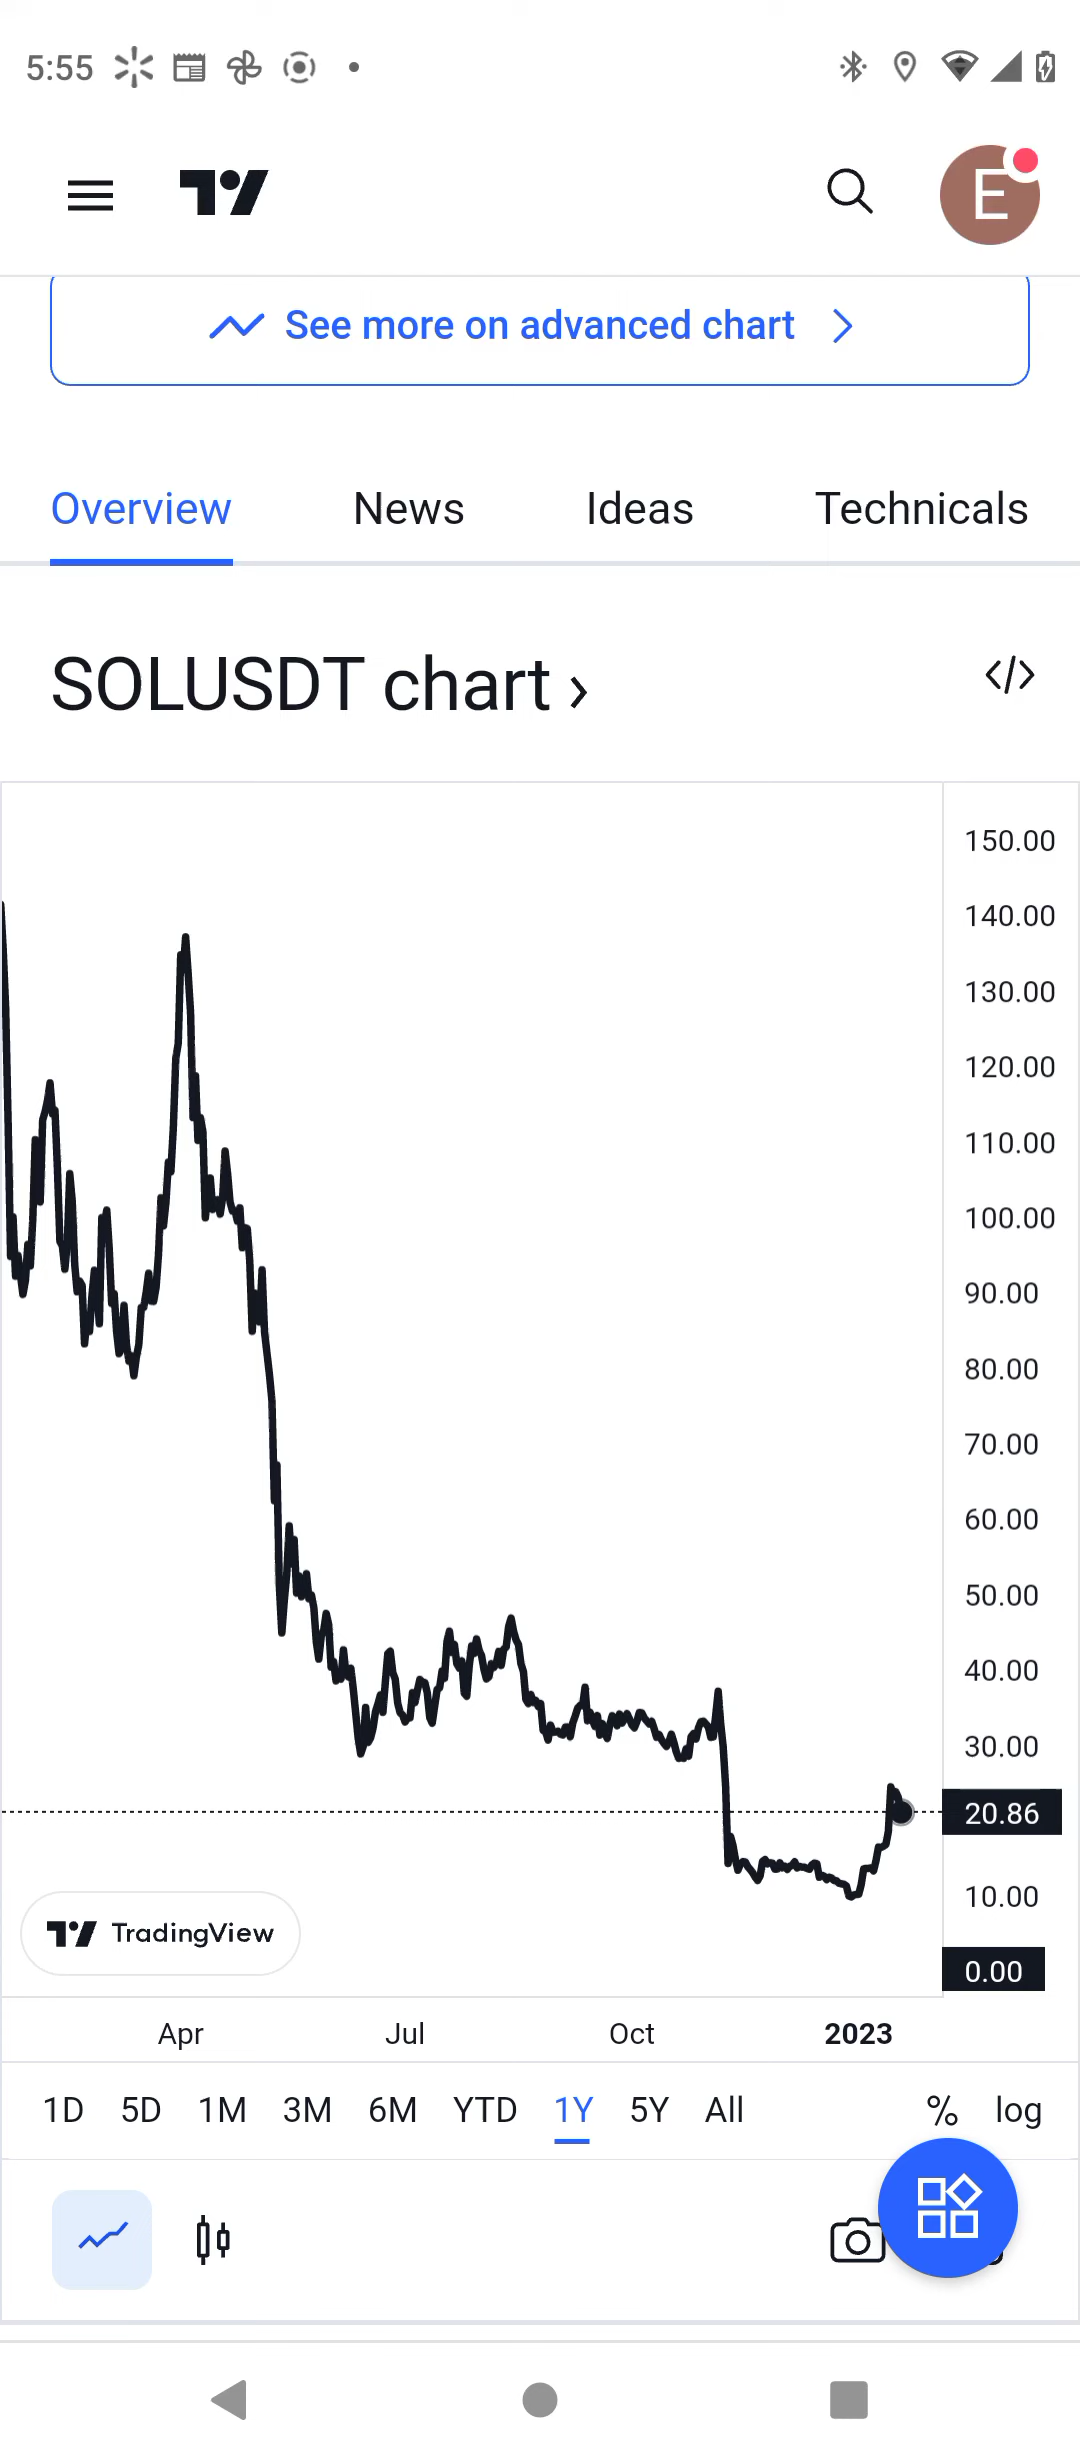 5:55
E
See more on advanced chart
Overview News Ideas Technicals
SOLUSDT chart
150.00
140.00
130.00
120.00
110.00
100.00
90.00
80.00
70.00
60.00
50.00
40.00
30.00
20.86
10.00
TradingView
0.00
Apr Jul Oct 2023
1D 5D 1M 3M 6M YTD 1Y 5Y All % log